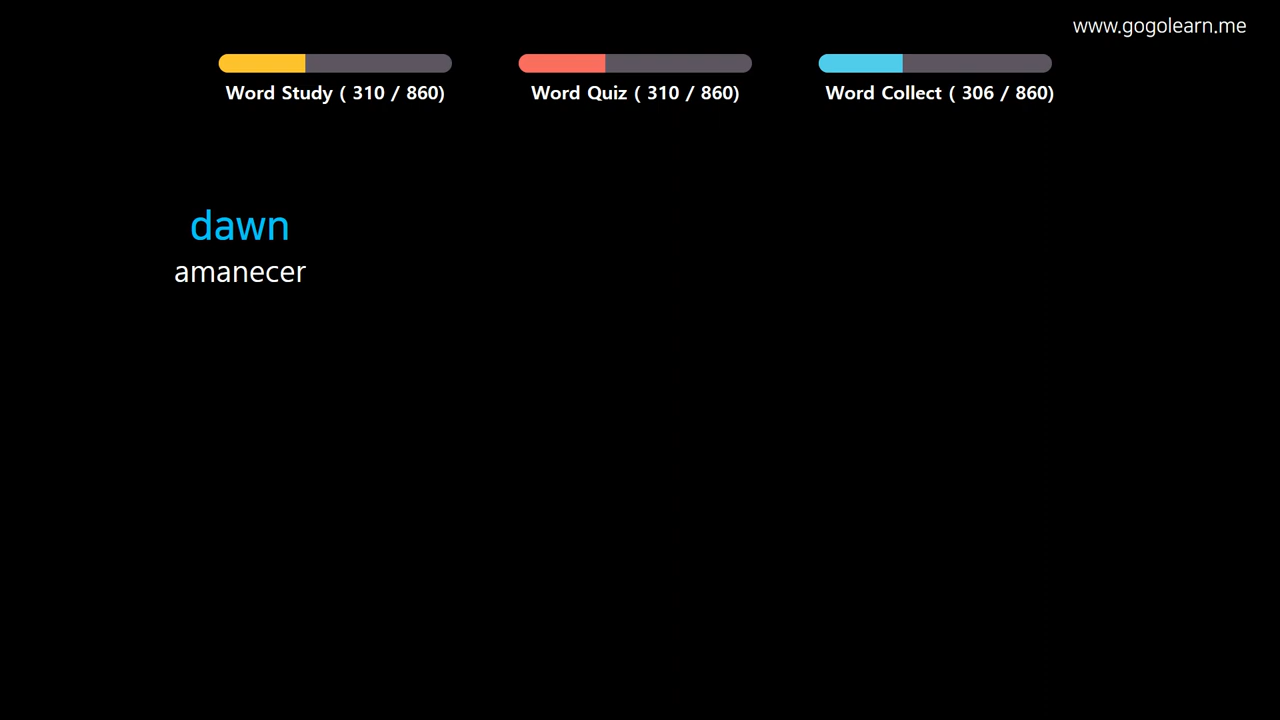 www.gogolearn.me
Word Study ( 310 / 860)
Word Quiz ( 310 / 860)
Word Collect ( 306 / 860)
dawn
amanecer